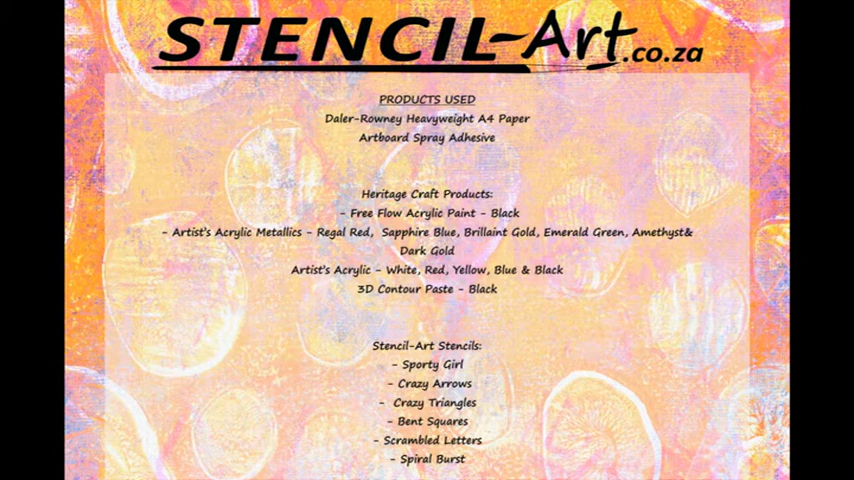 STENCIL-Art.co.za
PRODUCTS USED
Daler-Rowney Heavyweight A4 Paper
Artboard Spray Adhesive
Heritage Craft Products:
- Free Flow Acrylic Paint - Black
- Artist's Acrylic Metallics - Regal Red, Sapphire Blue, Brillaint Gold, Emerald Green, Amethyst&
Dark Gold
Artist's Acrylic - White, Red, Yellow, Blue & Black
3D Contour Paste - Black
Stencil-Art Stencils:
- Sporty Girl
- Crazy Arrows
- Crazy Triangles
- Bent Squares
- Scrambled Letters
- Spiral Burst